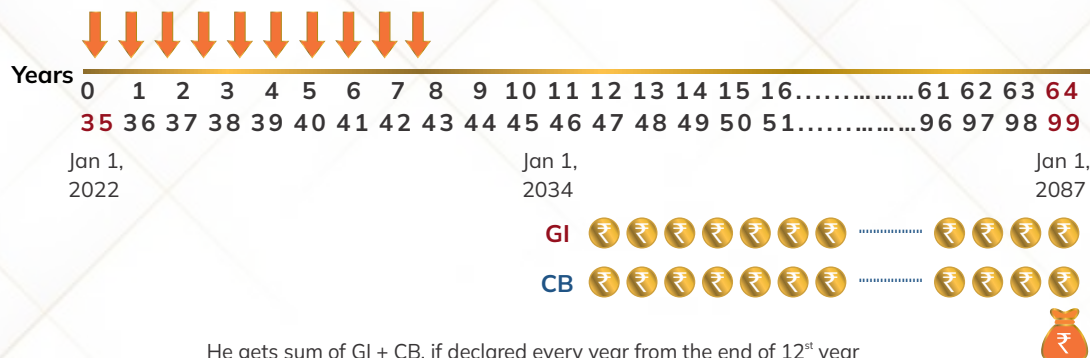 Years
0 1 2 3 4 5 6 7 8 9 10 11 12 13 14 15 16...............61 62 63 64
35 36 37 38 39 40 41 42 43 44 45 46 47 48 49 50 51...............96 97 98 99
Jan 1, Jan 1, Jan 1,
2022 2034 2087
GI ₹ ₹ ₹ ₹ ₹ ₹ ₹ ₹ ₹ ₹ ₹
CB ₹ ₹ ₹ ₹ ₹ ₹ ₹ ₹ ₹ ₹ ₹
₹
He gets sum of GI + CB, if declared every year from the end of 12st year